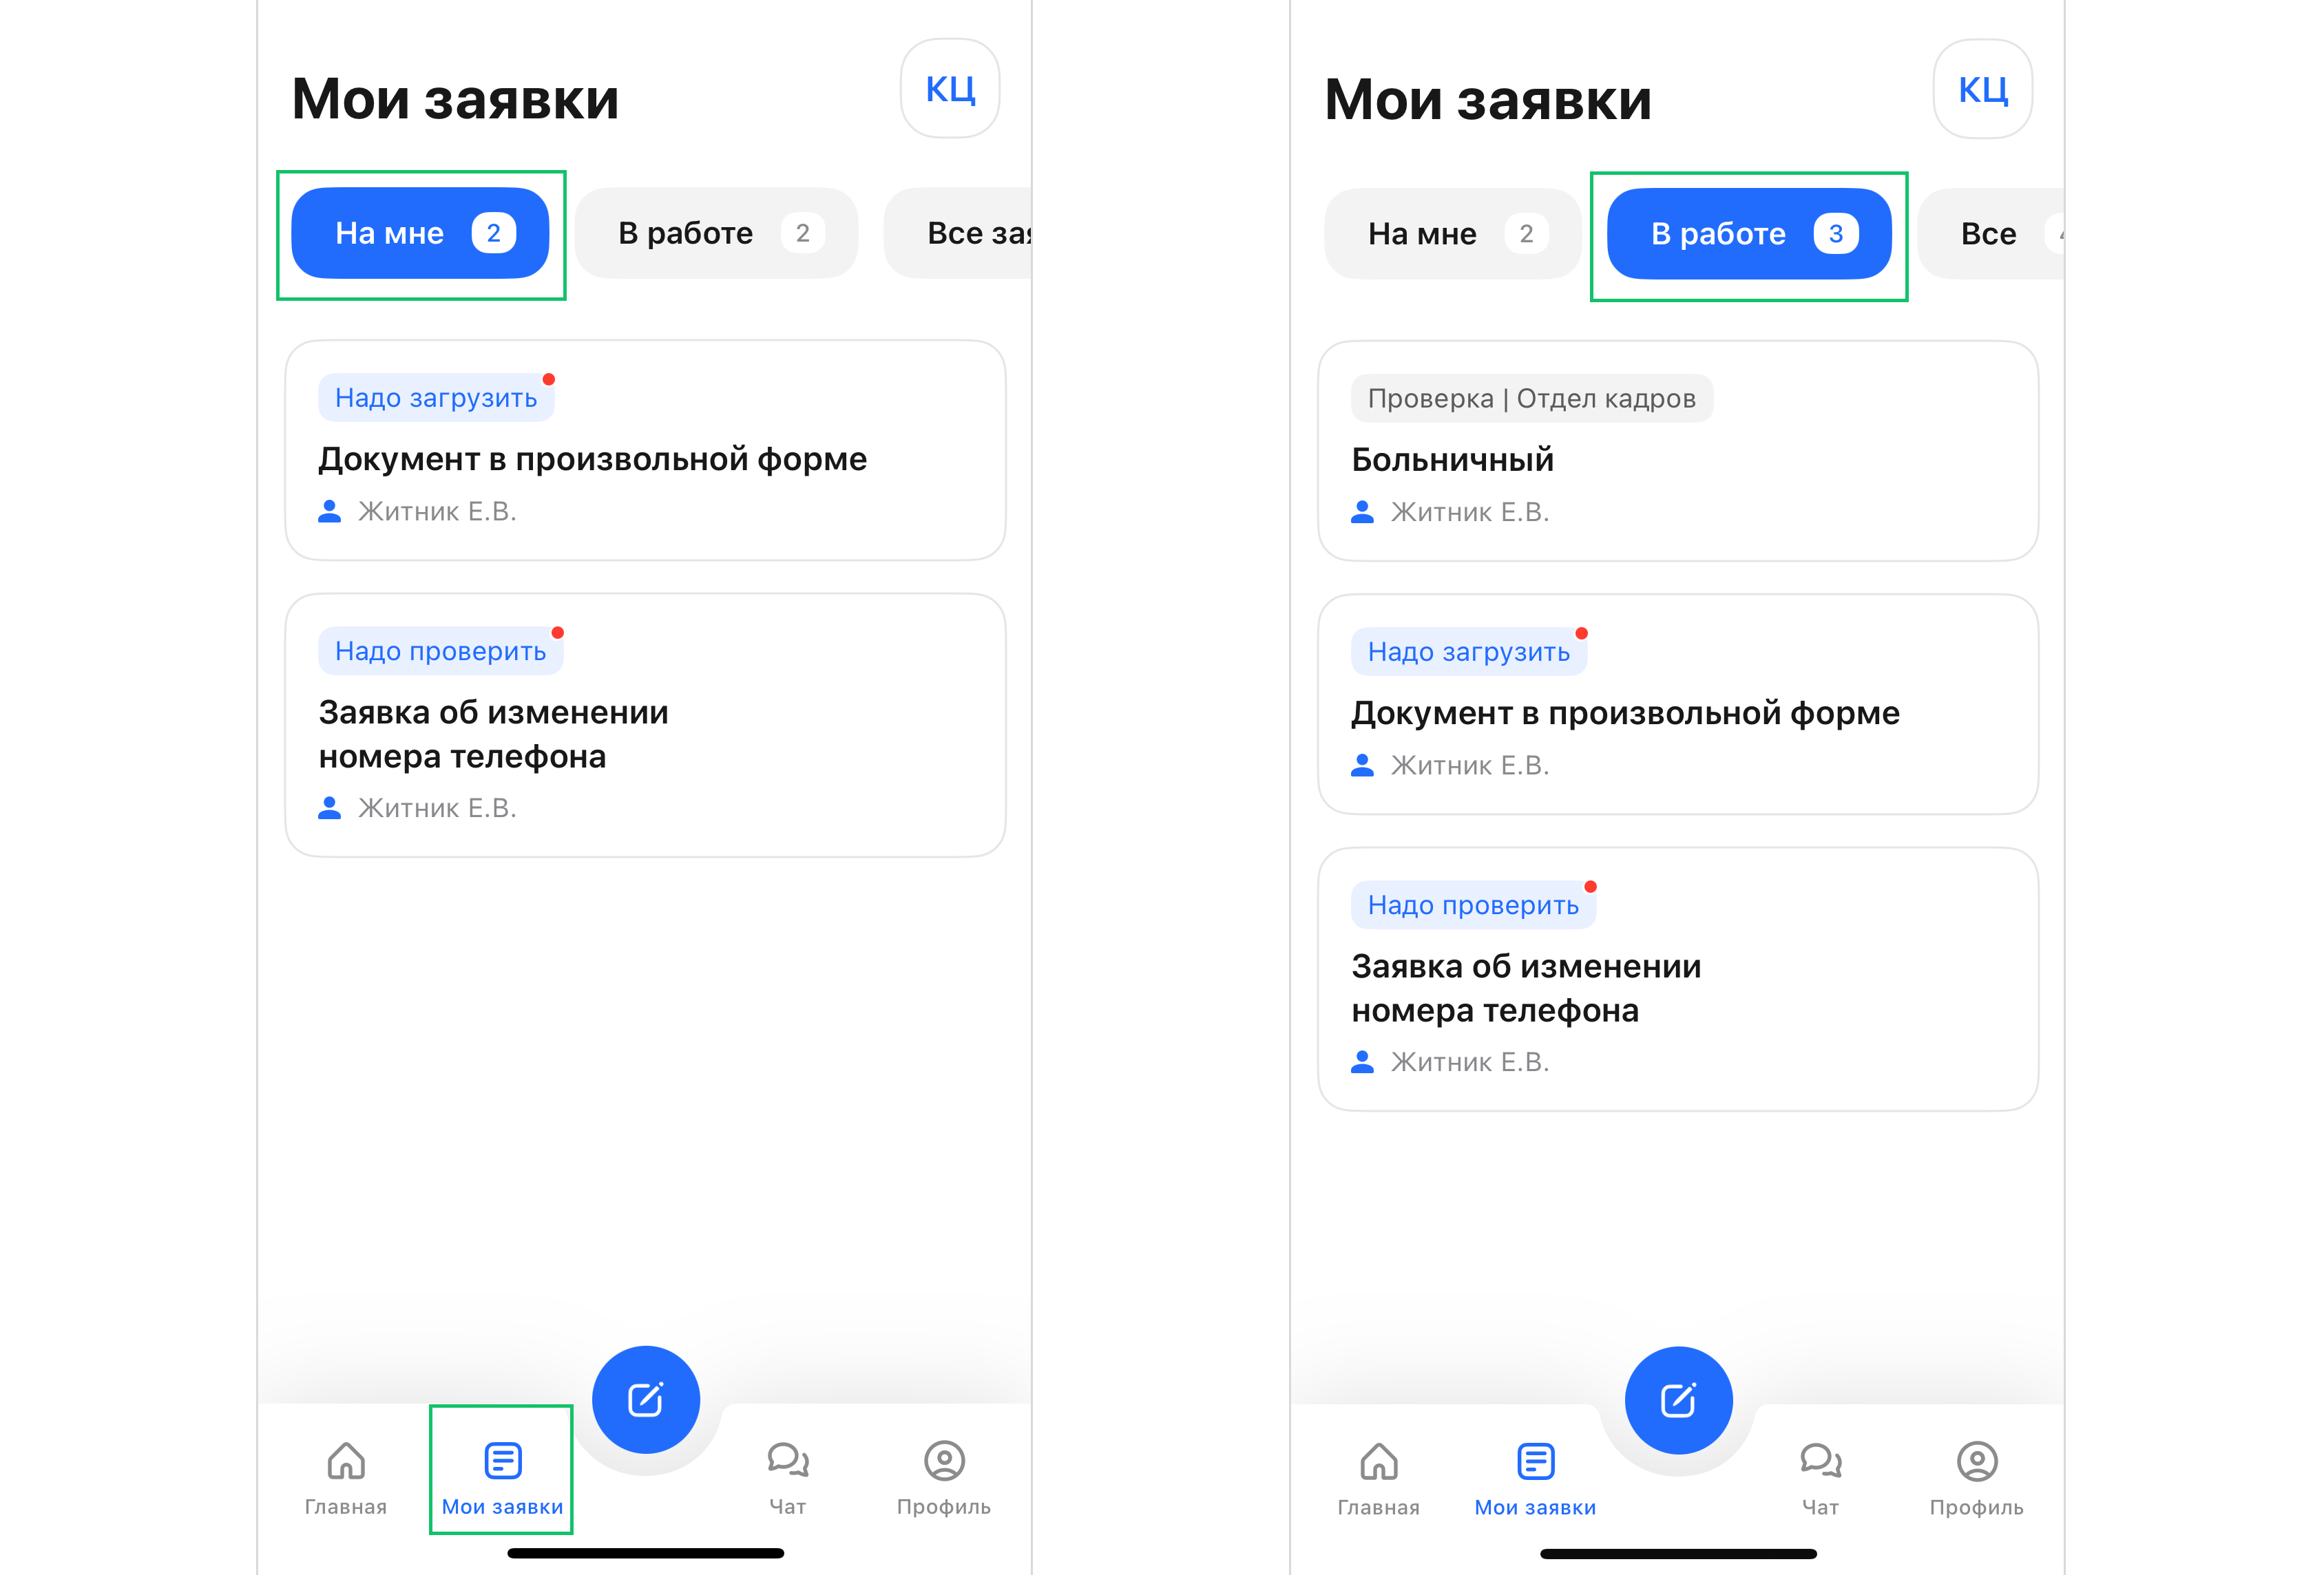 Мои заявки
КЦ
На мне 2
В работе 2
Все зая
Надо загрузить
Документ в произвольной форме
Житник Е.В.
Надо проверить
Заявка об изменении
номера телефона
Житник Е.В.
Главная
Мои заявки
Чат
Профиль
Мои заявки
КЦ
На мне 2
В работе 3
Все
Проверка | Отдел кадров
Больничный
Житник Е.В.
Надо загрузить
Документ в произвольной форме
Житник Е.В.
Надо проверить
Заявка об изменении
номера телефона
Житник Е.В.
Главная
Мои заявки
Чат
Профиль